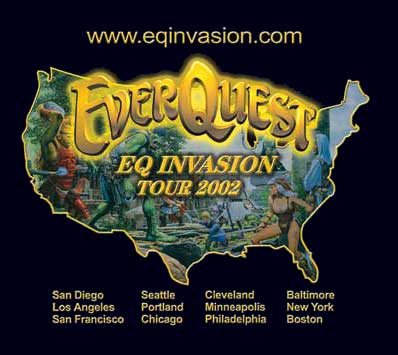 www.eqinvasion.com
EVERQUEST
EQ INVASION
TOUR 2002
San Diego Seattle Cleveland Baltimore
Los Angeles Portland Minneapolis New York
San Francisco Chicago Philadelphia Boston